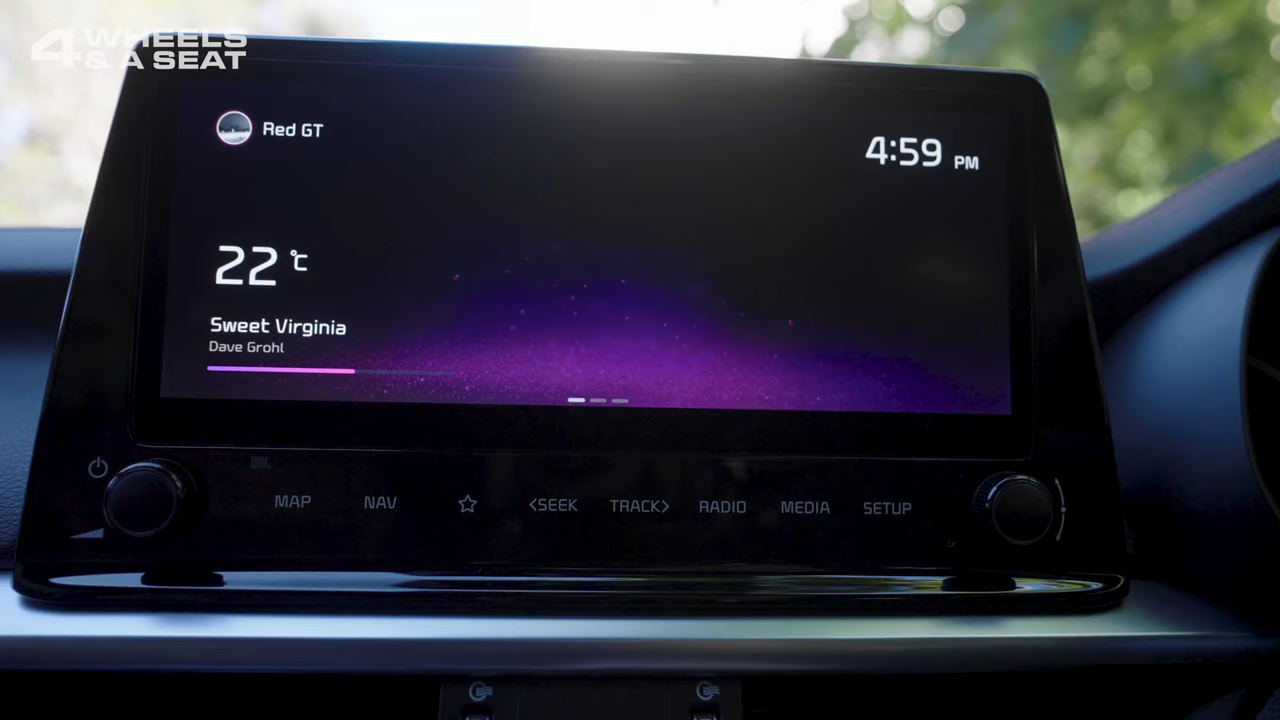 4 WHEELS
& A SEAT
Red GT
4:59 PM
22 °C
Sweet Virginia
Dave Grohl
MAP
NAV
<SEEK
TRACK>
RADIO
MEDIA
SETUP